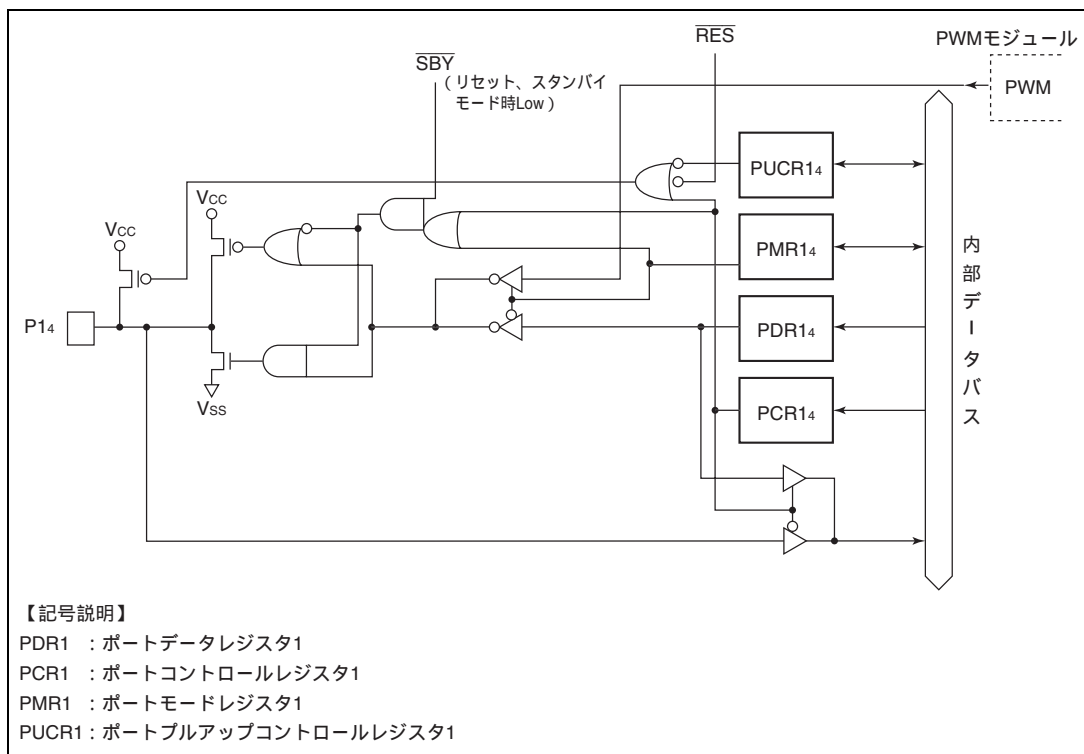 RES
PWMモジュール
SBY
(リセット、スタンバイ
モード時Low)
PWM
PUCR14
VCC
VCC
PMR14
内部データバス
P14
PDR14
VSS
PCR14
【記号説明】
PDR1 :ポートデータレジスタ1
PCR1 :ポートコントロールレジスタ1
PMR1 :ポートモードレジスタ1
PUCR1:ポートプルアップコントロールレジスタ1